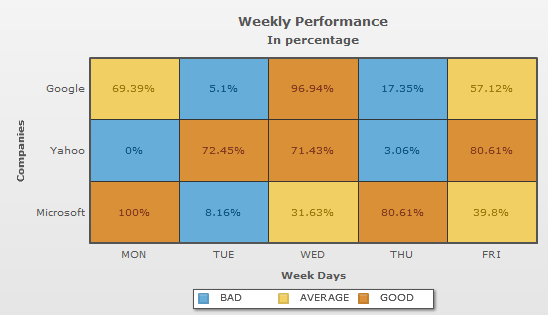 Weekly Performance
In percentage
Companies
Google 69.39% 5.1% 96.94% 17.35% 57.12%
Yahoo 0% 72.45% 71.43% 3.06% 80.61%
Microsoft 100% 8.16% 31.63% 80.61% 39.8%
MON TUE WED THU FRI
Week Days
BAD AVERAGE GOOD